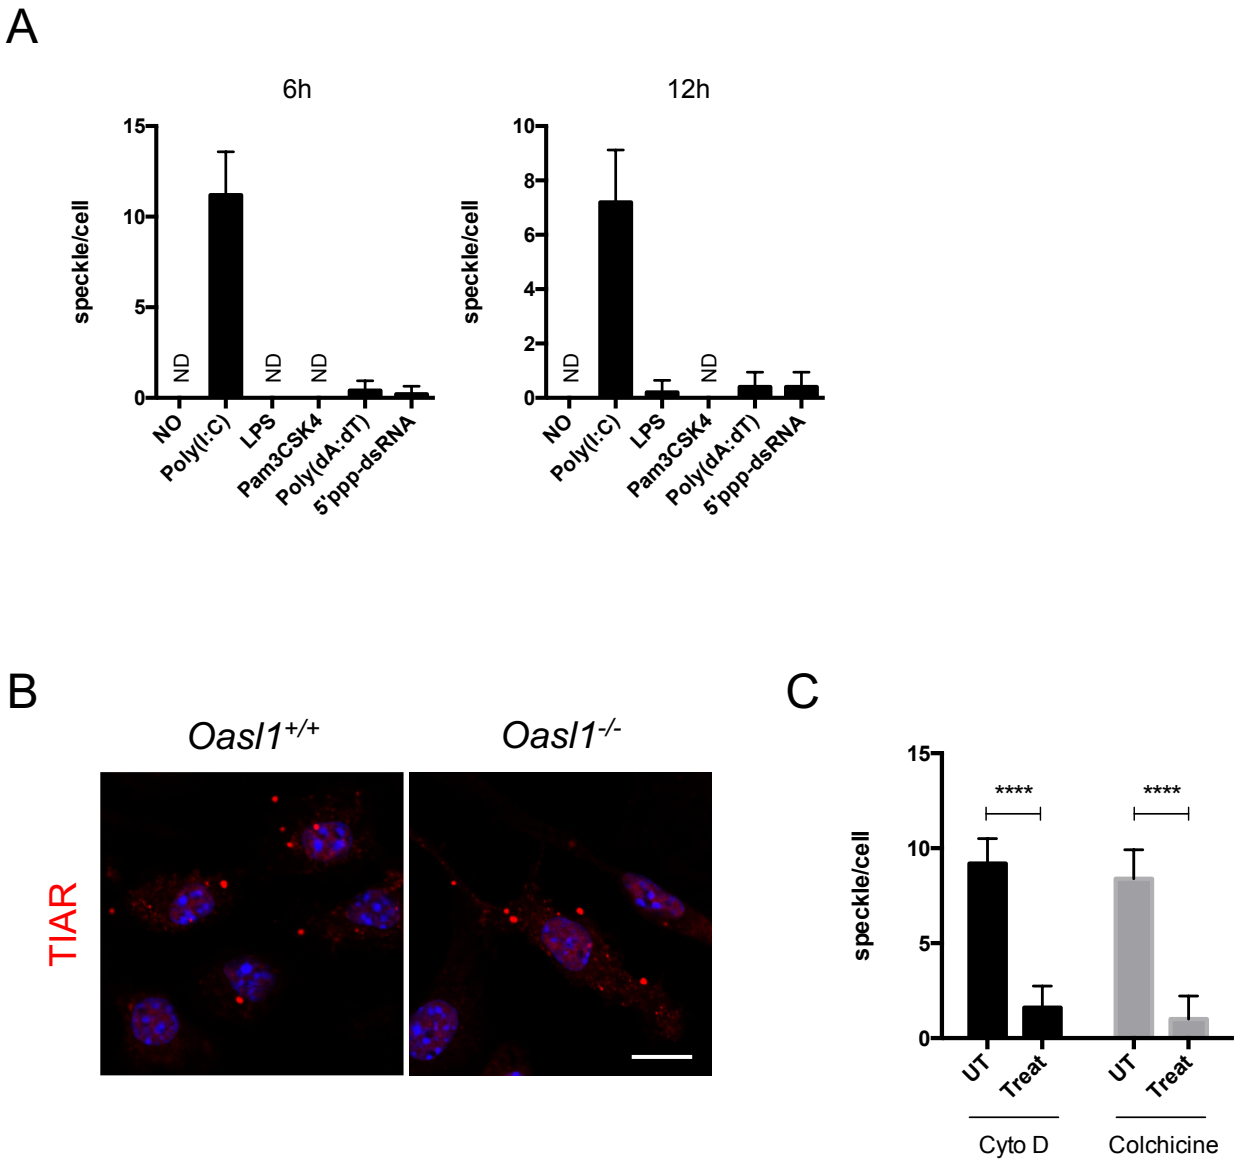 A
6h
12h
15
10
5
0
speckle/cell
ND
ND
ND
NO
Poly(I:C)
LPS
Pam3CSK4
Poly(dA:dT)
5'ppp-dsRNA
10
8
6
4
2
0
speckle/cell
ND
ND
NO
Poly(I:C)
LPS
Pam3CSK4
Poly(dA:dT)
5'ppp-dsRNA
B
Oasl1+/+
Oasl1-/-
TIAR
C
15
10
5
0
speckle/cell
****
****
UT
Treat
UT
Treat
Cyto D
Colchicine